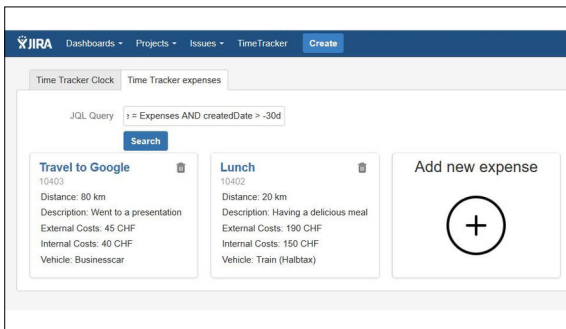 JIRA Dashboards Projects Issues TimeTracker Create
Time Tracker Clock Time Tracker expenses
JQL Query = Expenses AND createdDate > -30d
Search
Travel to Google
10403
Distance: 80 km
Description: Went to a presentation
External Costs: 45 CHF
Internal Costs: 40 CHF
Vehicle: Businesscar
Lunch
10402
Distance: 20 km
Description: Having a delicious meal
External Costs: 190 CHF
Internal Costs: 150 CHF
Vehicle: Train (Halbtax)
Add new expense